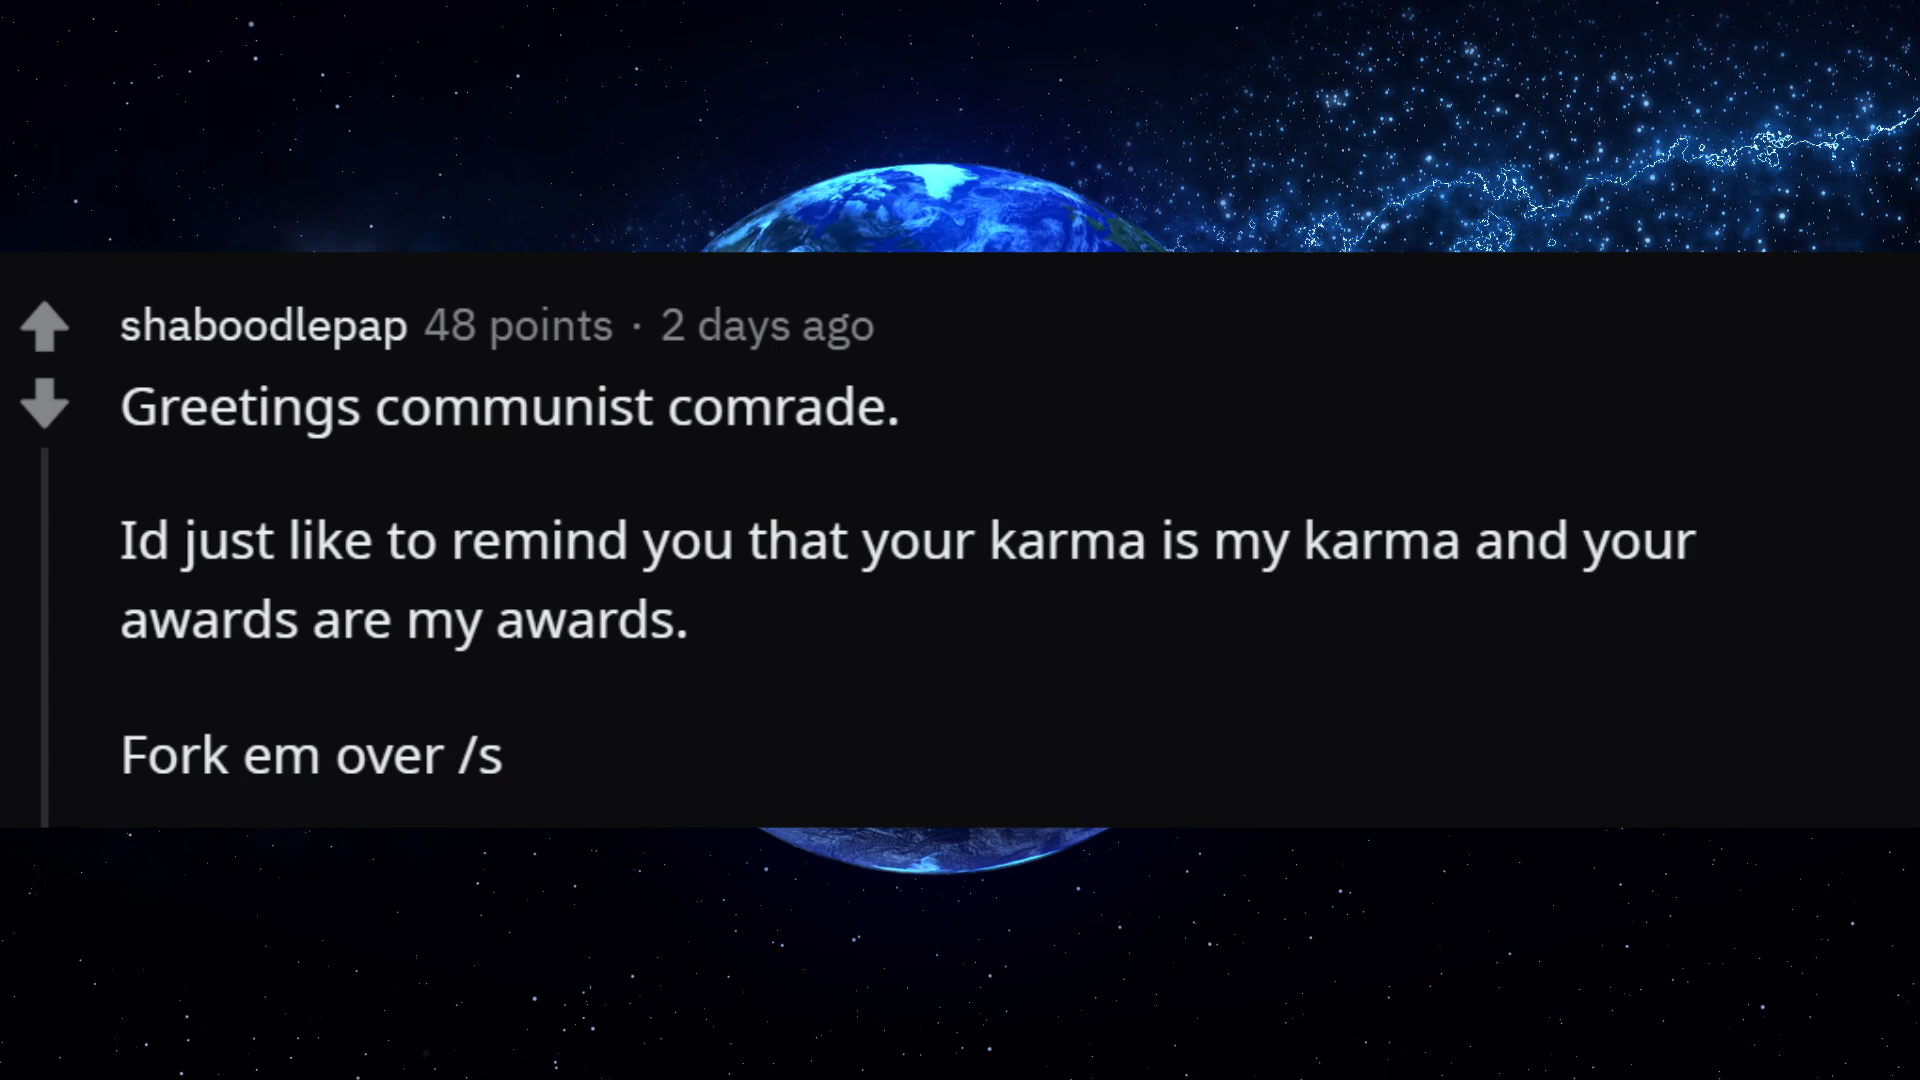 shaboodlepap 48 points · 2 days ago
Greetings communist comrade.
Id just like to remind you that your karma is my karma and your
awards are my awards.
Fork em over /s